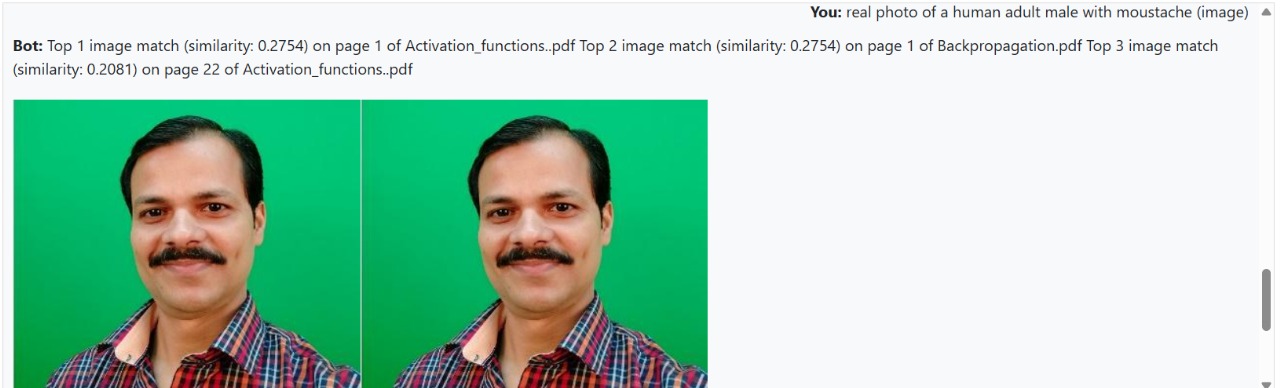 You: real photo of a human adult male with moustache (image)
Bot: Top 1 image match (similarity: 0.2754) on page 1 of Activation_functions..pdf Top 2 image match (similarity: 0.2754) on page 1 of Backpropagation.pdf Top 3 image match
(similarity: 0.2081) on page 22 of Activation_functions..pdf